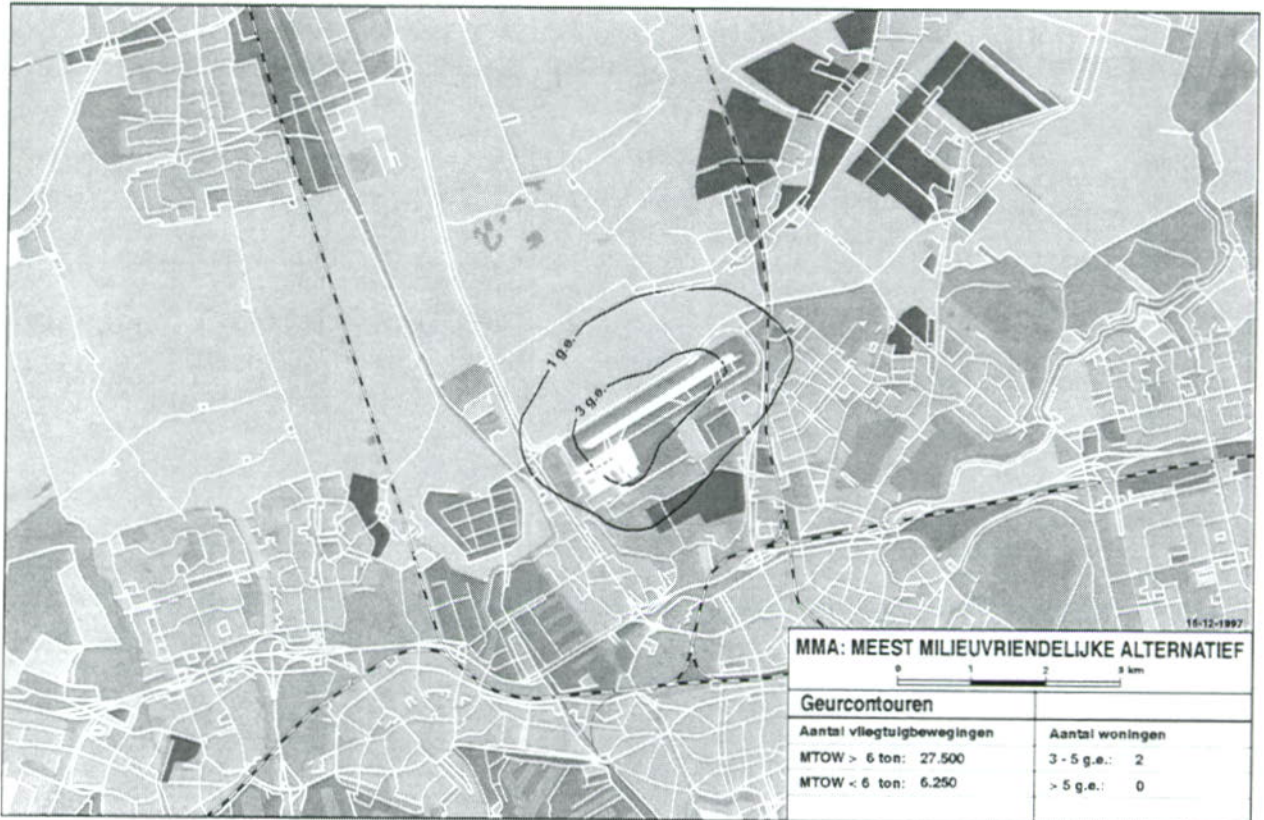 1 g.e.
3 g.e.
16-12-1997
MMA: MEEST MILIEUVRIENDELIJKE ALTERNATIEF
0 1 2 3 km
Geurcontouren
Aantal vliegtuigbewegingen
MTOW > 6 ton: 27.500
MTOW < 6 ton: 6.250
Aantal woningen
3 - 5 g.e.: 2
> 5 g.e.: 0